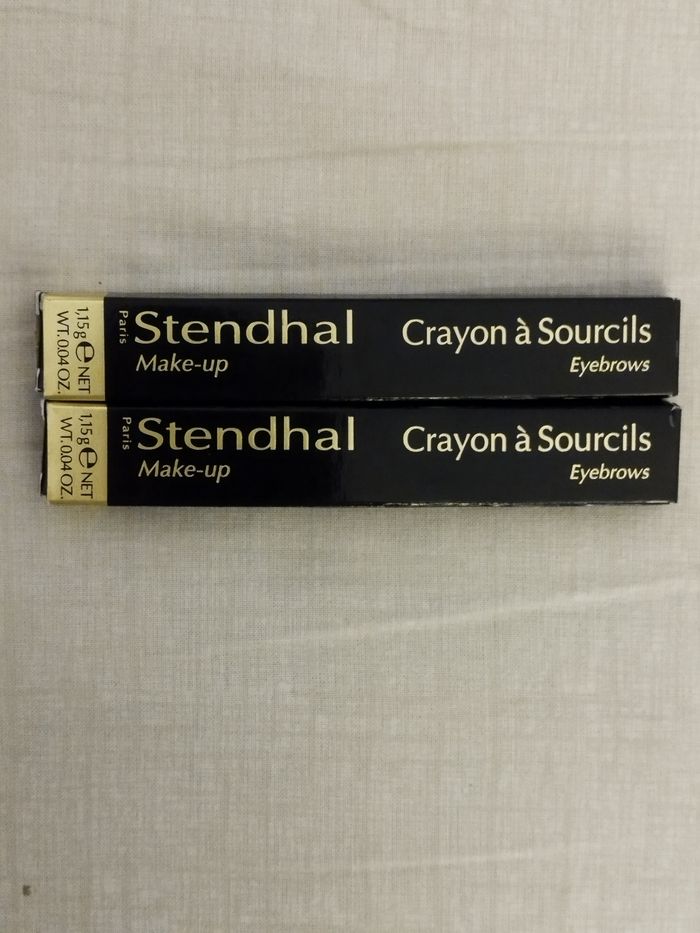 1,15g e NET
WT. 0.04 OZ.
Paris
Stendhal
Make-up
Crayon à Sourcils
Eyebrows
1,15g e NET
WT. 0.04 OZ.
Paris
Stendhal
Make-up
Crayon à Sourcils
Eyebrows